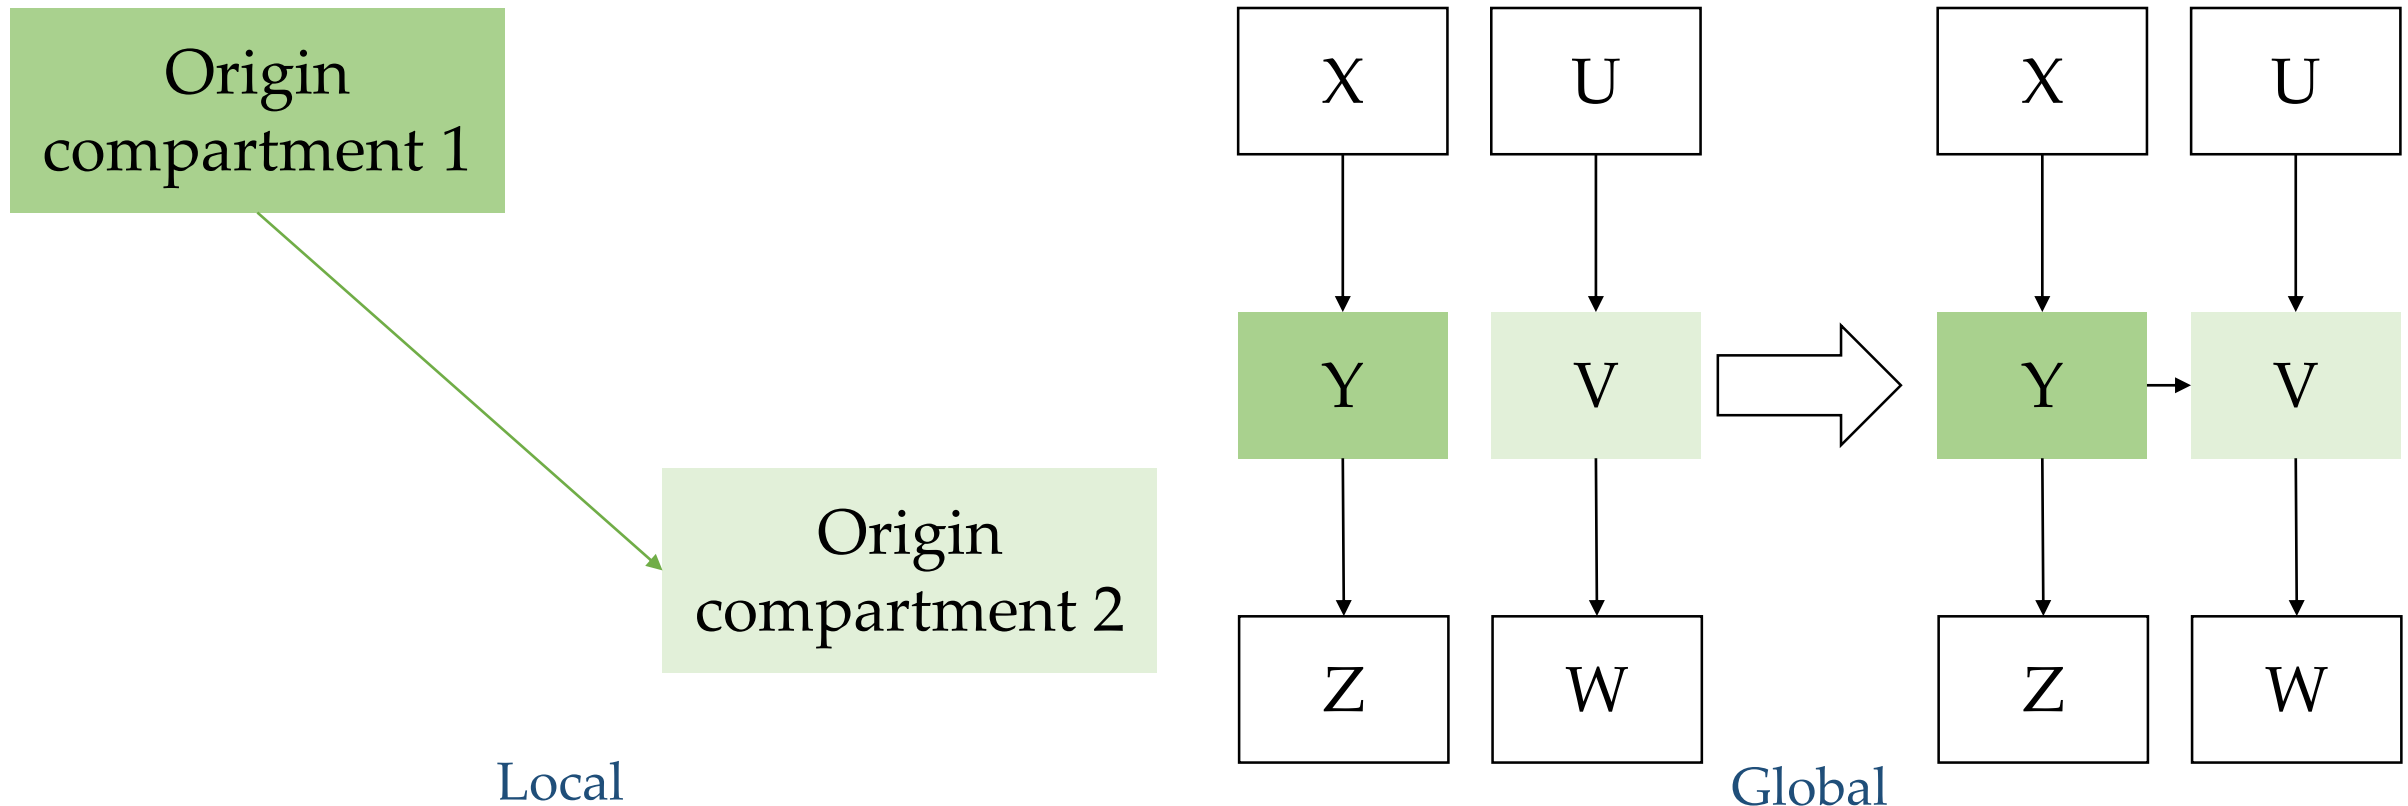 Origin
compartment 1
Origin
compartment 2
Local
X
U
Y
V
Z
W
X
U
Y
V
Z
W
Global